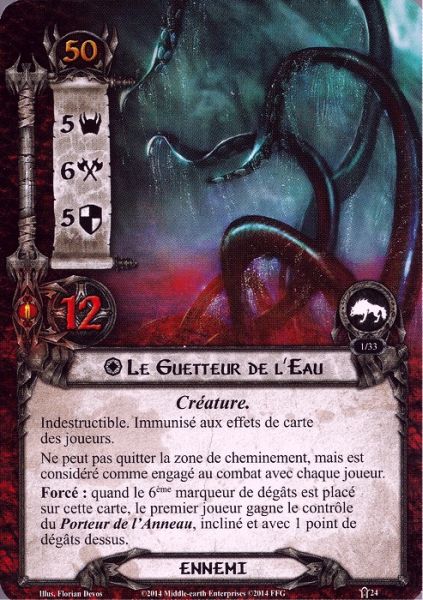 50
5
6
5
12
1/33
Le Guetteur de l'Eau
Créature.
Indestructible. Immunisé aux effets de carte
des joueurs.
Ne peut pas quitter la zone de cheminement, mais est
considéré comme engagé au combat avec chaque joueur.
Forcé : quand le 6ème marqueur de dégâts est placé
sur cette carte, le premier joueur gagne le contrôle
du Porteur de l'Anneau, incliné et avec 1 point de
dégâts dessus.
ENNEMI
Illus. Florian Devos ©2014 Middle-earth Enterprises ©2014 FFG 24